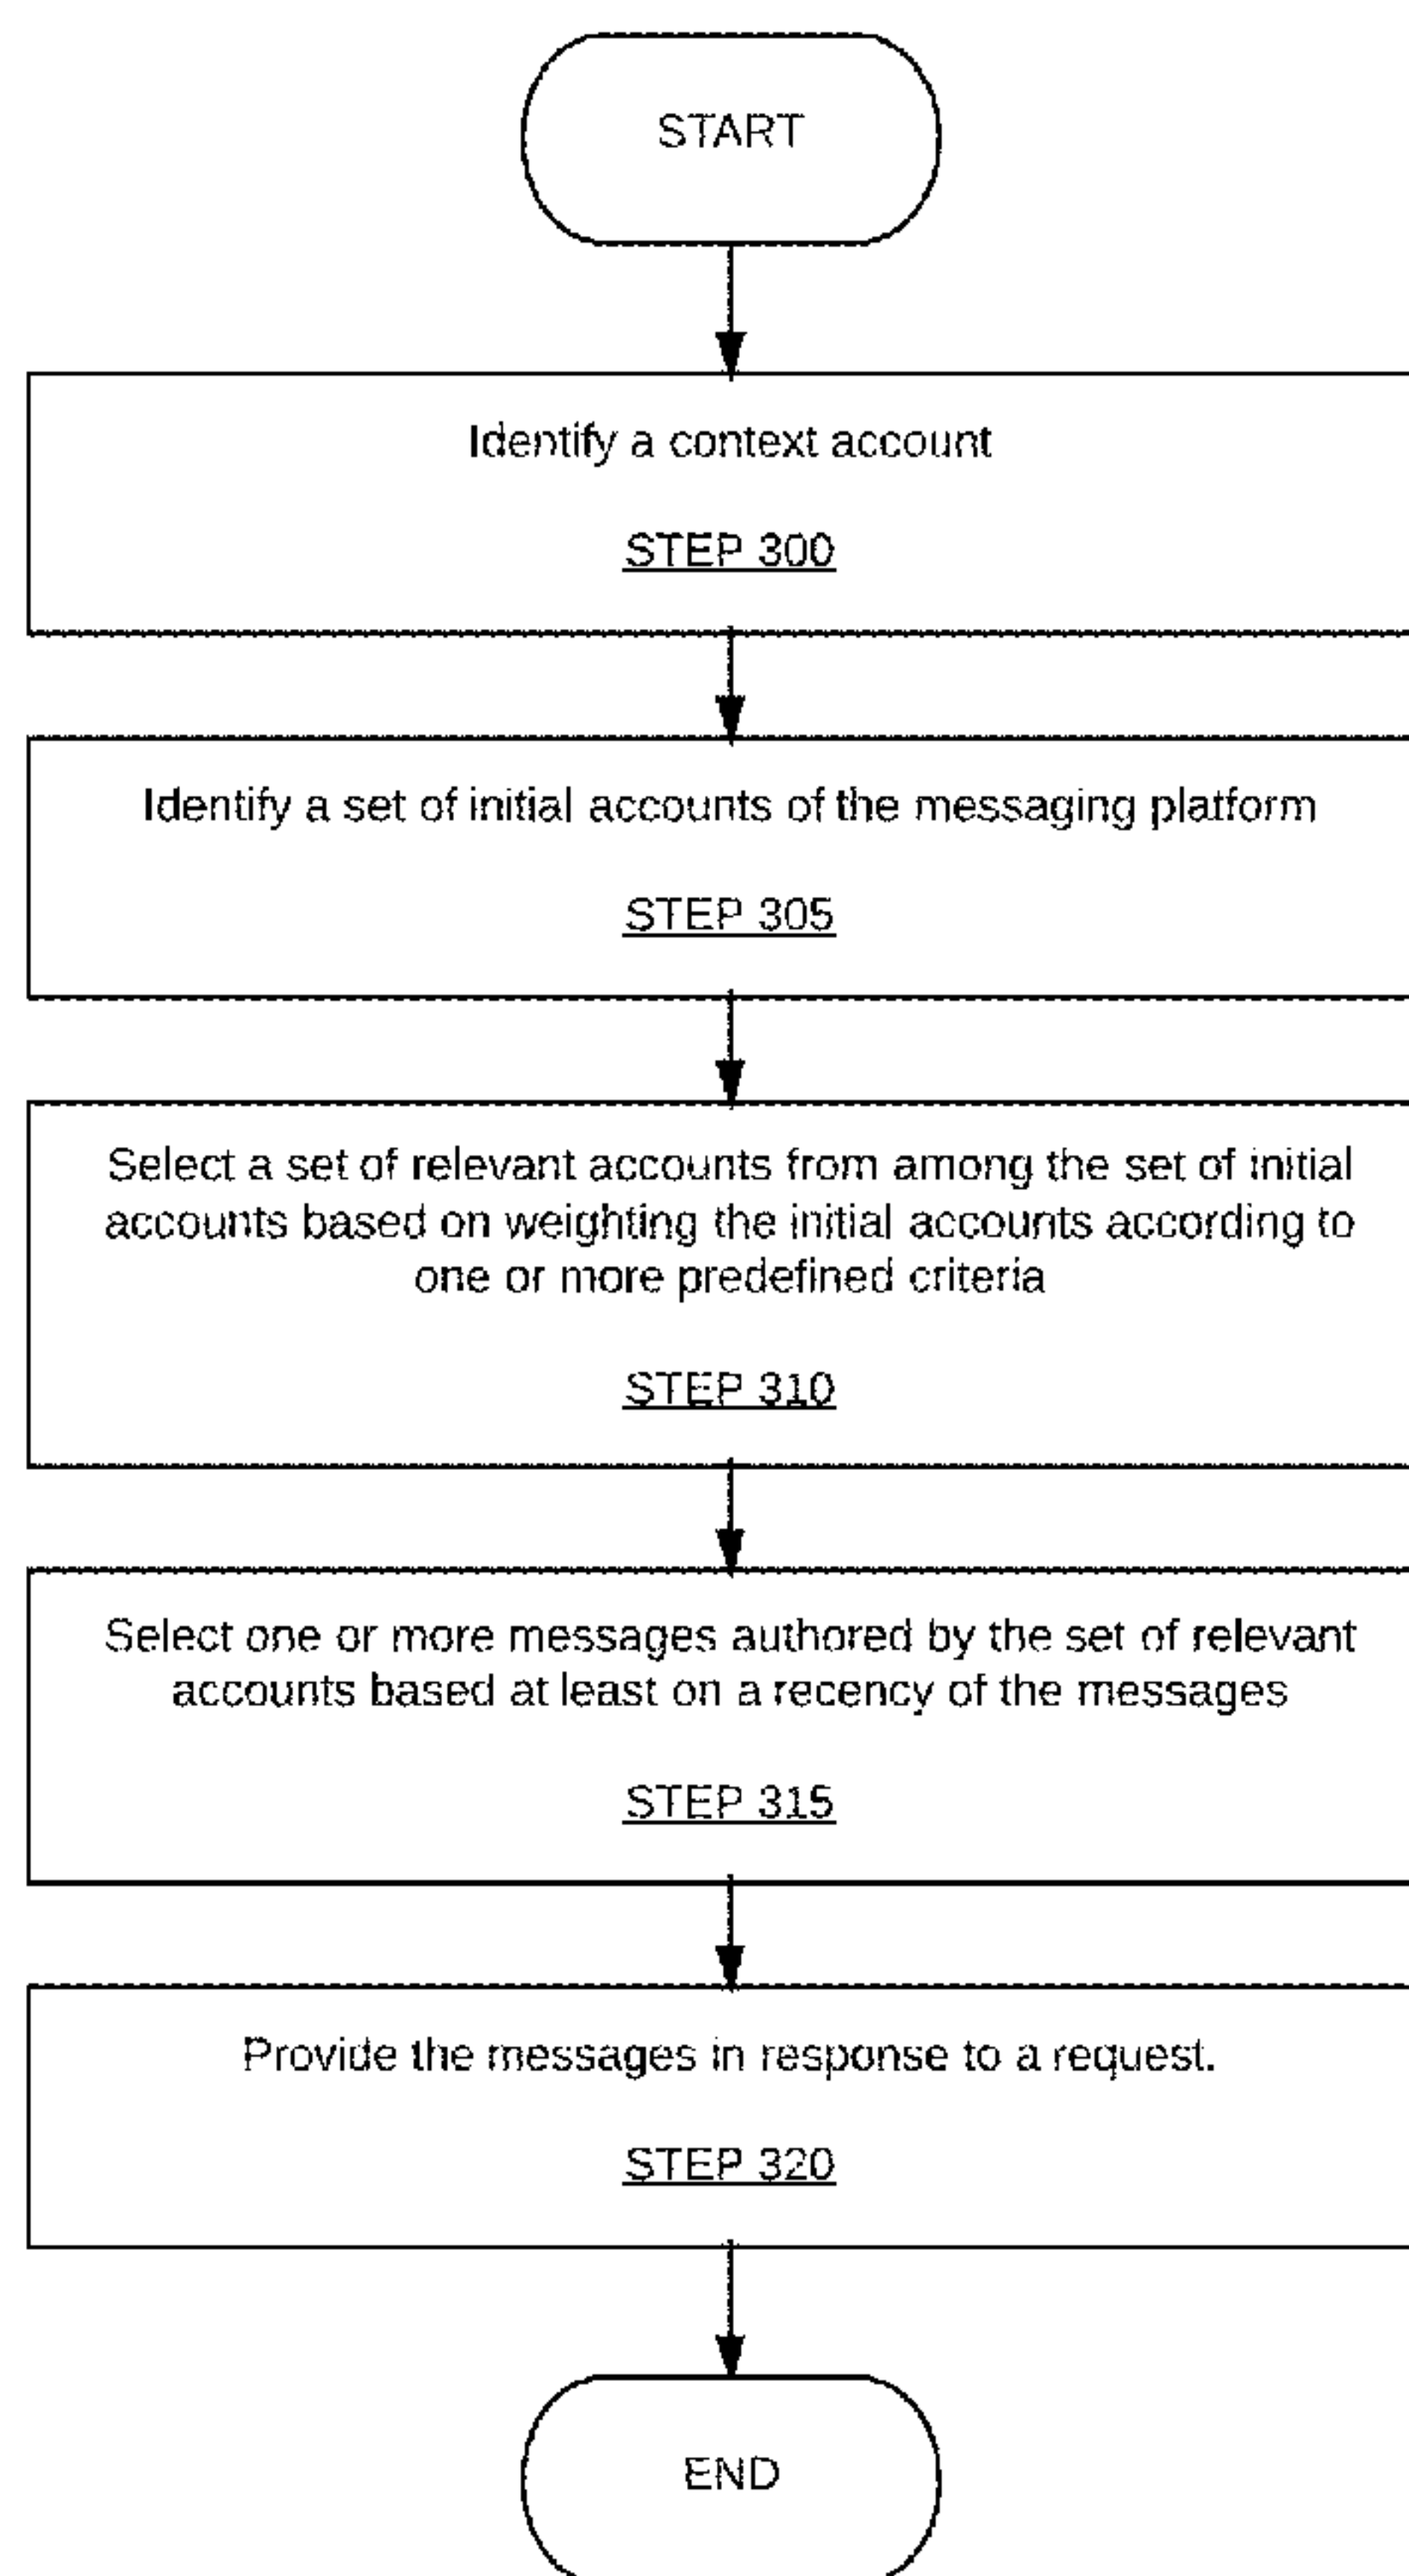 START
Identify a context account
STEP 300
Identify a set of initial accounts of the messaging platform
STEP 305
Select a set of relevant accounts from among the set of initial
accounts based on weighting the initial accounts according to
one or more predefined criteria
STEP 310
Select one or more messages authored by the set of relevant
accounts based at least on a recency of the messages
STEP 315
Provide the messages in response to a request.
STEP 320
END